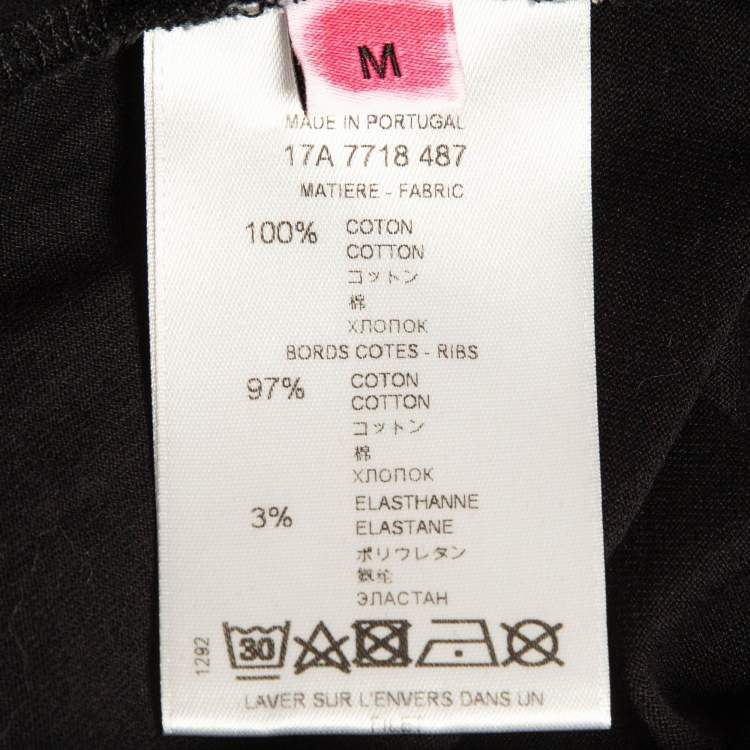 M
MADE IN PORTUGAL
17A 7718 487
MATIERE - FABRIC
100% COTON
COTTON
コットン
棉
ХЛОПОК
BORDS COTES - RIBS
97% COTON
COTTON
コットン
棉
ХЛОПОК
3% ELASTHANNE
ELASTANE
ポリウレタン
氨纶
ЭЛАСТАН
1292
30
LAVER SUR L'ENVERS DANS UN
FILET